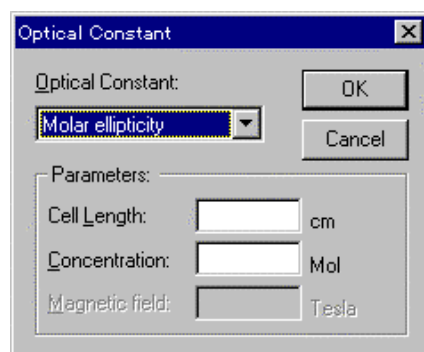 Optical Constant
Optical Constant:
OK
Molar ellipticity
Cancel
Parameters:
Cell Length:
cm
Concentration:
Mol
Magnetic field:
Tesla